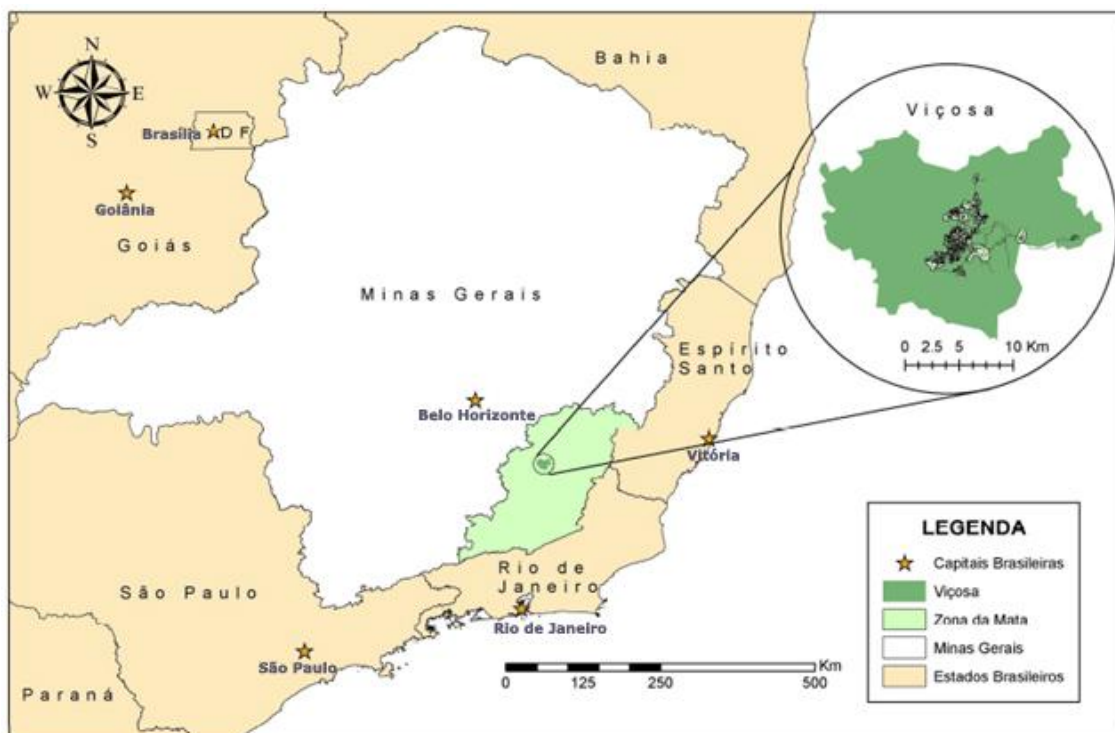 N
W E
S
Bahia
Viçosa
Brasília DF
Goiânia
Goiás
Minas Gerais
0 2.5 5 10 Km
Espírito
Santo
Belo Horizonte
Vitória
LEGENDA
Capitais Brasileiras
Viçosa
Zona da Mata
Minas Gerais
Estados Brasileiros
Rio de
Janeiro
São Paulo
Rio de Janeiro
São Paulo
Paraná
Km
0 125 250 500